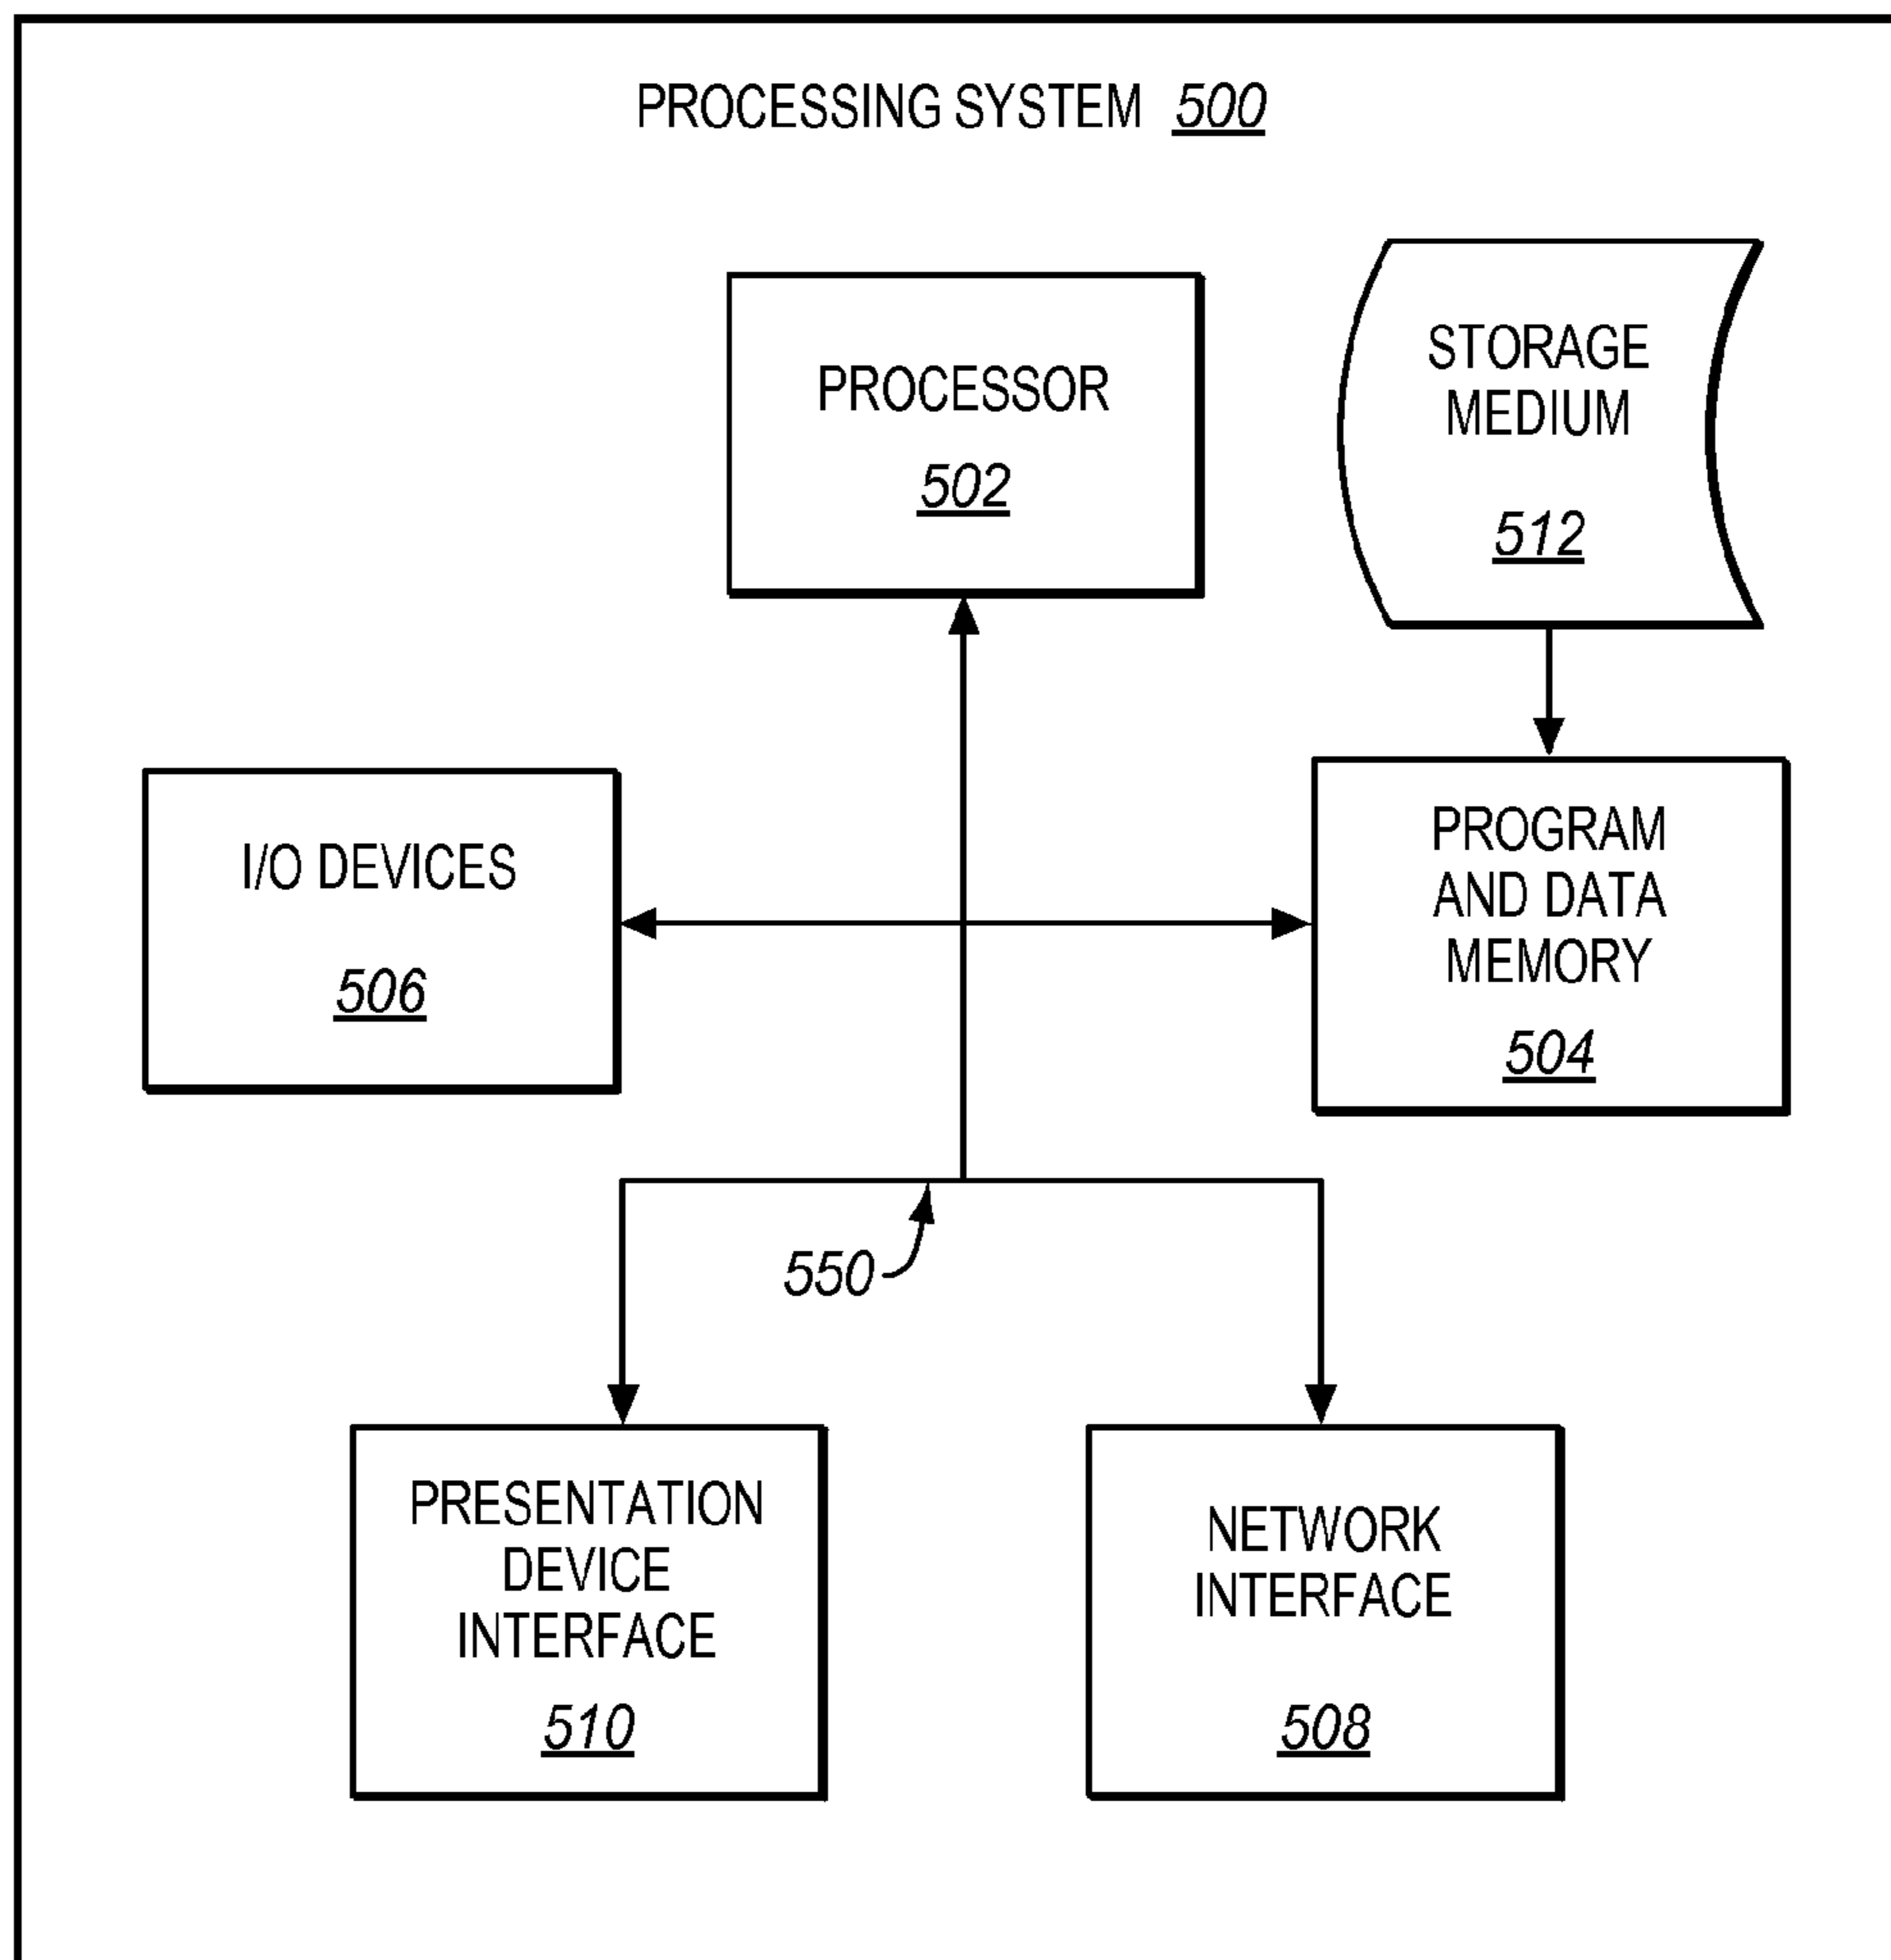 PROCESSING SYSTEM 500
PROCESSOR
502
STORAGE
MEDIUM
512
I/O DEVICES
506
PROGRAM
AND DATA
MEMORY
504
550
PRESENTATION
DEVICE
INTERFACE
510
NETWORK
INTERFACE
508